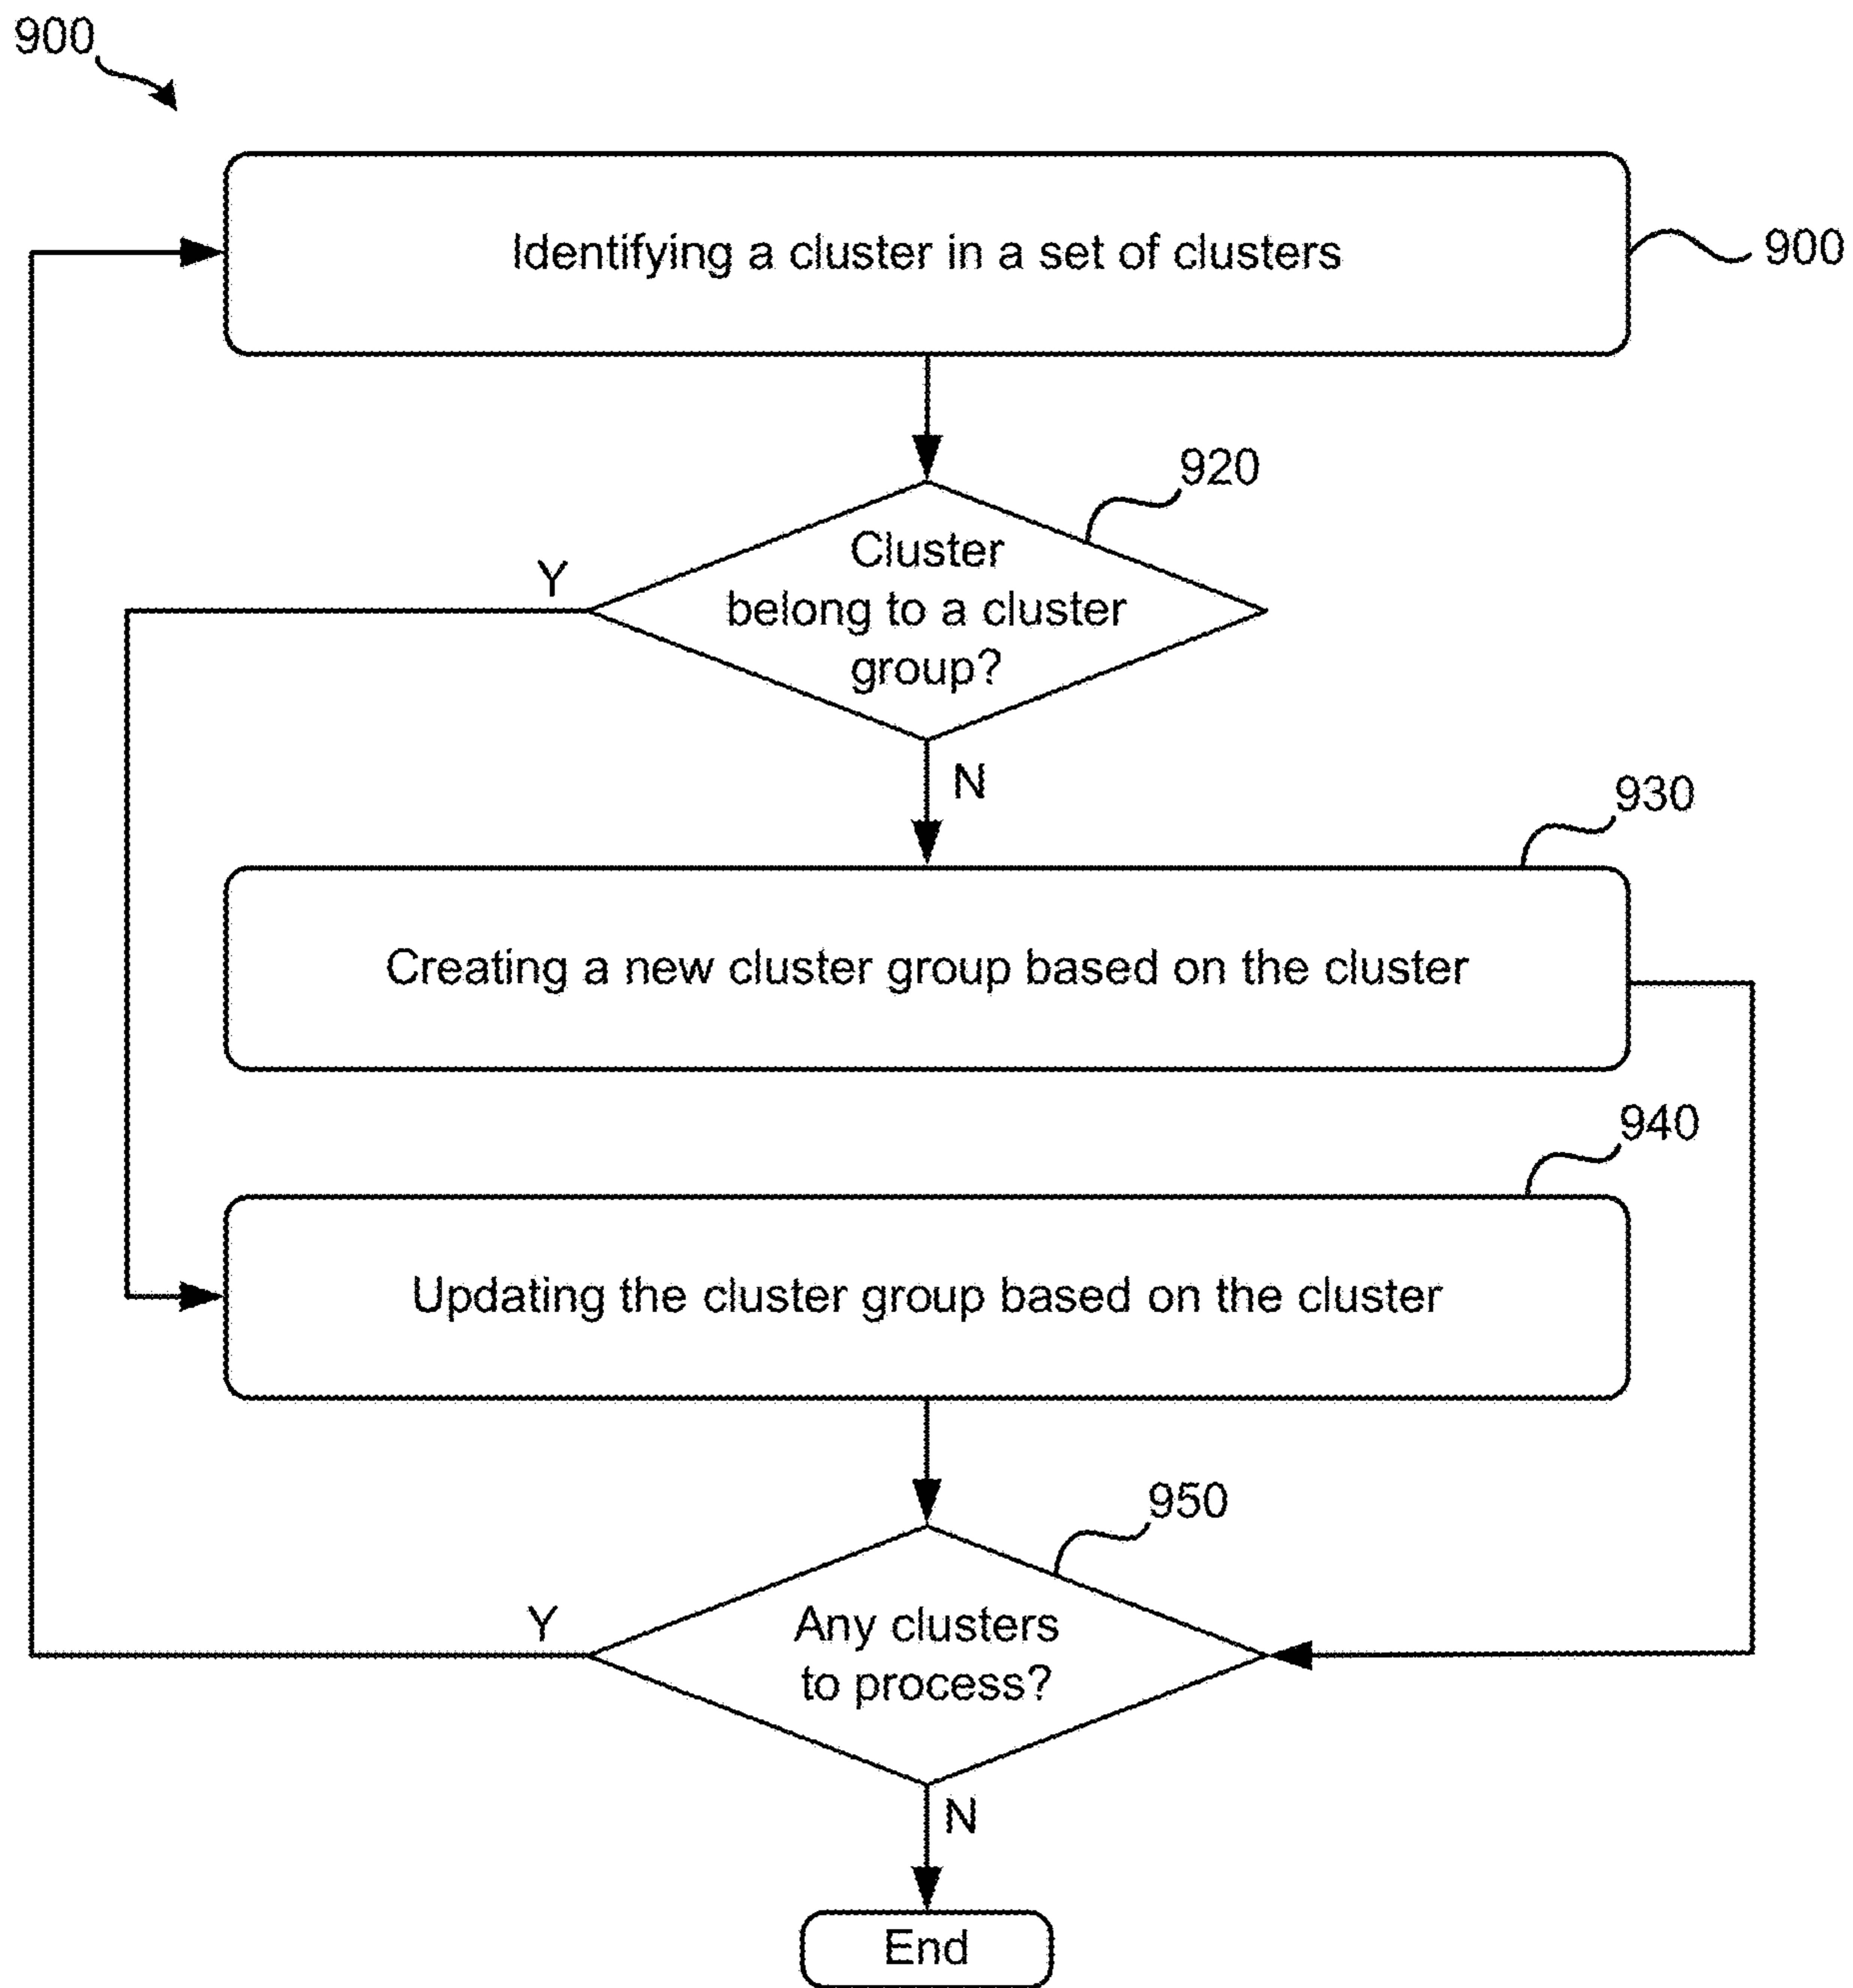 900
Identifying a cluster in a set of clusters
900
920
Cluster
belong to a cluster
group?
Y
N
930
Creating a new cluster group based on the cluster
940
Updating the cluster group based on the cluster
950
Any clusters
to process?
Y
N
End